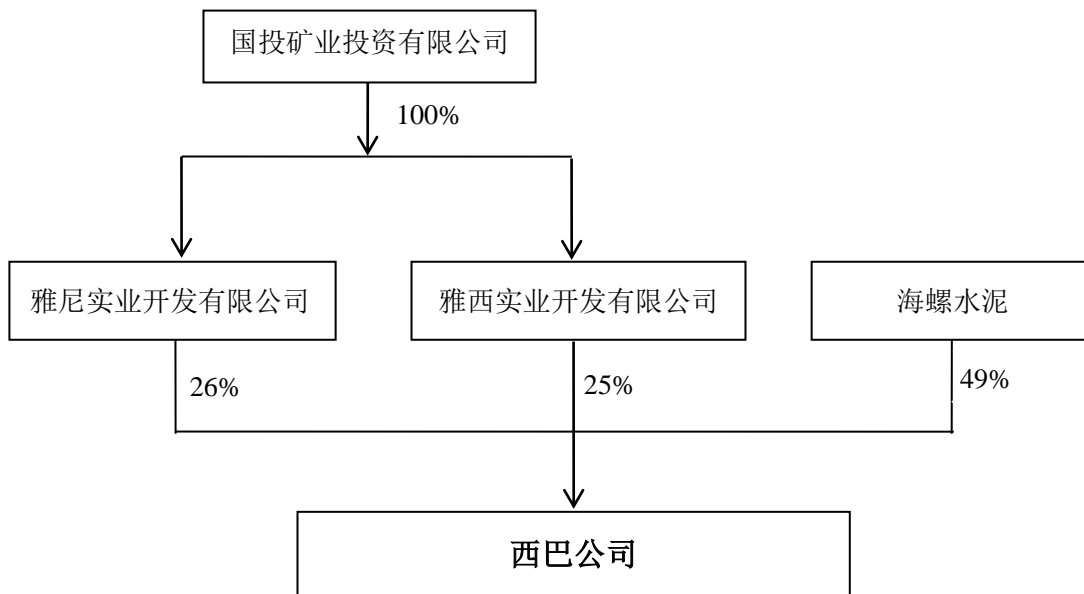 国投矿业投资有限公司
100%
雅尼实业开发有限公司
雅西实业开发有限公司
海螺水泥
26%
25%
49%
西巴公司